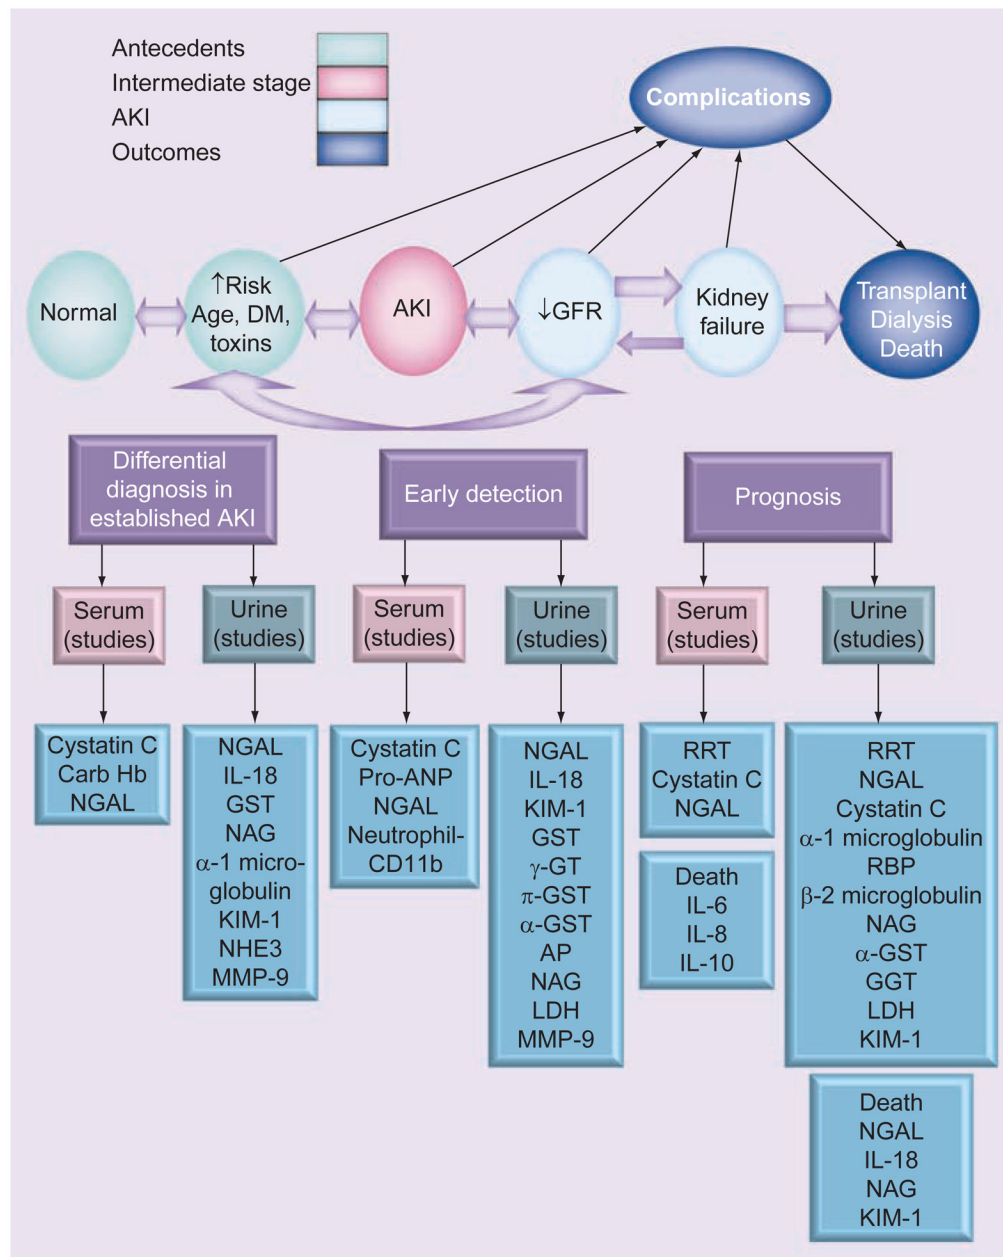 Antecedents
Intermediate stage
AKI
Outcomes
Complications
Normal
↑Risk
Age, DM,
toxins
AKI
↓GFR
Kidney
failure
Transplant
Dialysis
Death
Differential
diagnosis in
established AKI
Early detection
Prognosis
Serum
(studies)
Urine
(studies)
Serum
(studies)
Urine
(studies)
Serum
(studies)
Urine
(studies)
Cystatin C
Carb Hb
NGAL
NGAL
IL-18
GST
NAG
α-1 micro-
globulin
KIM-1
NHE3
MMP-9
Cystatin C
Pro-ANP
NGAL
Neutrophil-
CD11b
NGAL
IL-18
KIM-1
GST
γ-GT
π-GST
α-GST
AP
NAG
LDH
MMP-9
RRT
Cystatin C
NGAL
Death
IL-6
IL-8
IL-10
RRT
NGAL
Cystatin C
α-1 microglobulin
RBP
β-2 microglobulin
NAG
α-GST
GGT
LDH
KIM-1
Death
NGAL
IL-18
NAG
KIM-1